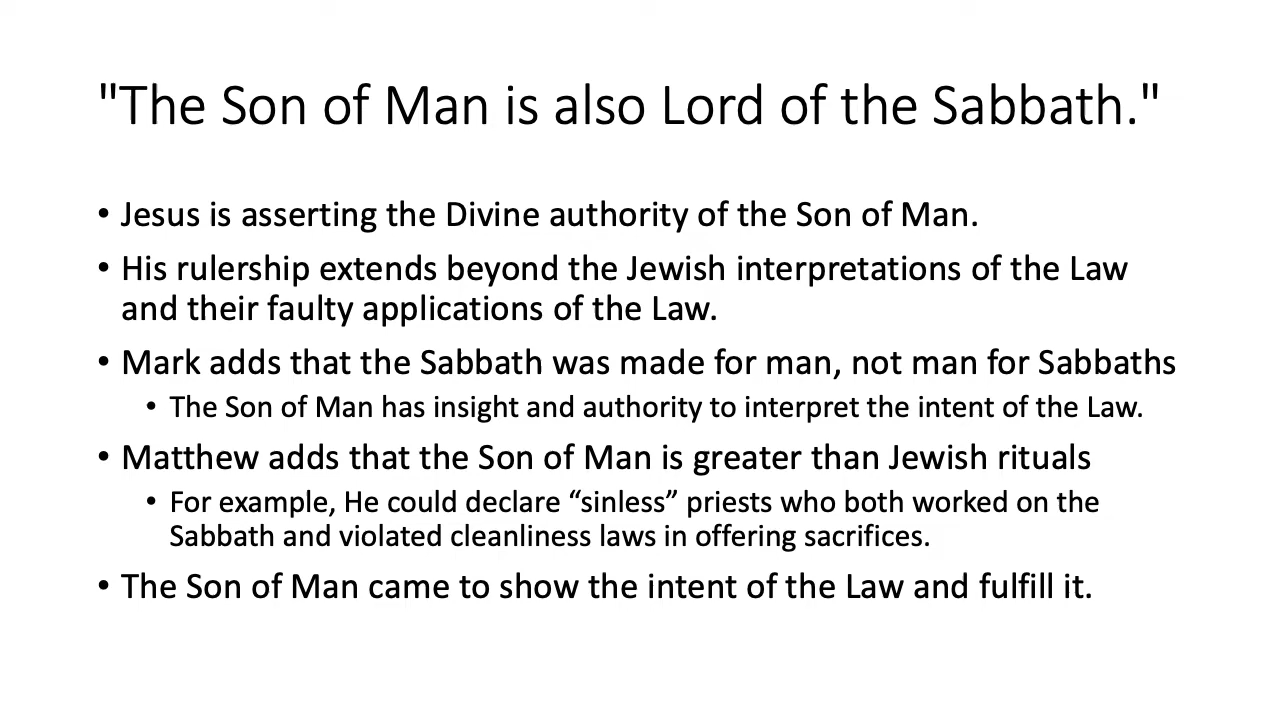 "The Son of Man is also Lord of the Sabbath."
• Jesus is asserting the Divine authority of the Son of Man.
• His rulership extends beyond the Jewish interpretations of the Law
and their faulty applications of the Law.
• Mark adds that the Sabbath was made for man, not man for Sabbaths
• The Son of Man has insight and authority to interpret the intent of the Law.
• Matthew adds that the Son of Man is greater than Jewish rituals
• For example, He could declare “sinless” priests who both worked on the
Sabbath and violated cleanliness laws in offering sacrifices.
• The Son of Man came to show the intent of the Law and fulfill it.